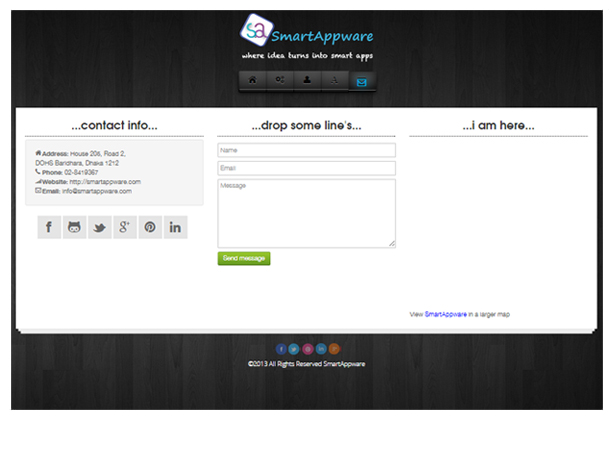 sa SmartAppware
where idea turns into smart apps
...contact info...
Address: House 205, Road 2,
DOHS Baridhara, Dhaka 1212
Phone: 02-8419367
Website: http://smartappware.com
Email: info@smartappware.com
...drop some line's...
Name
Email
Message
Send message
...i am here...
View SmartAppware in a larger map
©2013 All Rights Reserved SmartAppware